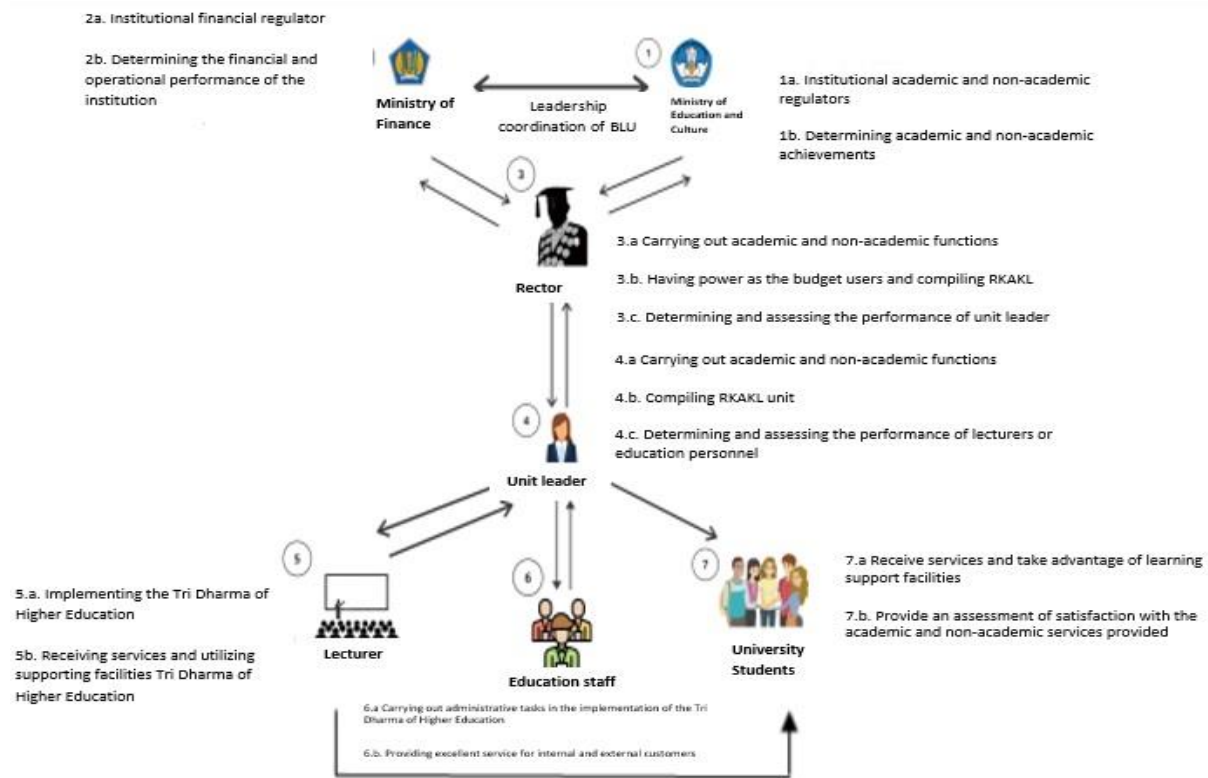 2a. Institutional financial regulator
2b. Determining the financial and
operational performance of the
institution
1
Ministry of
Finance
Leadership
coordination of BLU
Ministry of
Education and
Culture
1a. Institutional academic and non-academic
regulators
1b. Determining academic and non-academic
achievements
3
Rector
3.a Carrying out academic and non-academic functions
3.b. Having power as the budget users and compiling RKAKL
3.c. Determining and assessing the performance of unit leader
4.a Carrying out academic and non-academic functions
4.b. Compiling RKAKL unit
4.c. Determining and assessing the performance of lecturers or
education personnel
4
Unit leader
5
5.a. Implementing the Tri Dharma of
Higher Education
5b. Receiving services and utilizing
supporting facilities Tri Dharma of
Higher Education
Lecturer
6
Education staff
7
University
Students
7.a Receive services and take advantage of learning
support facilities
7.b. Provide an assessment of satisfaction with the
academic and non-academic services provided
6.a Carrying out administrative tasks in the implementation of the Tri
Dharma of Higher Education
6.b. Providing excellent service for internal and external customers